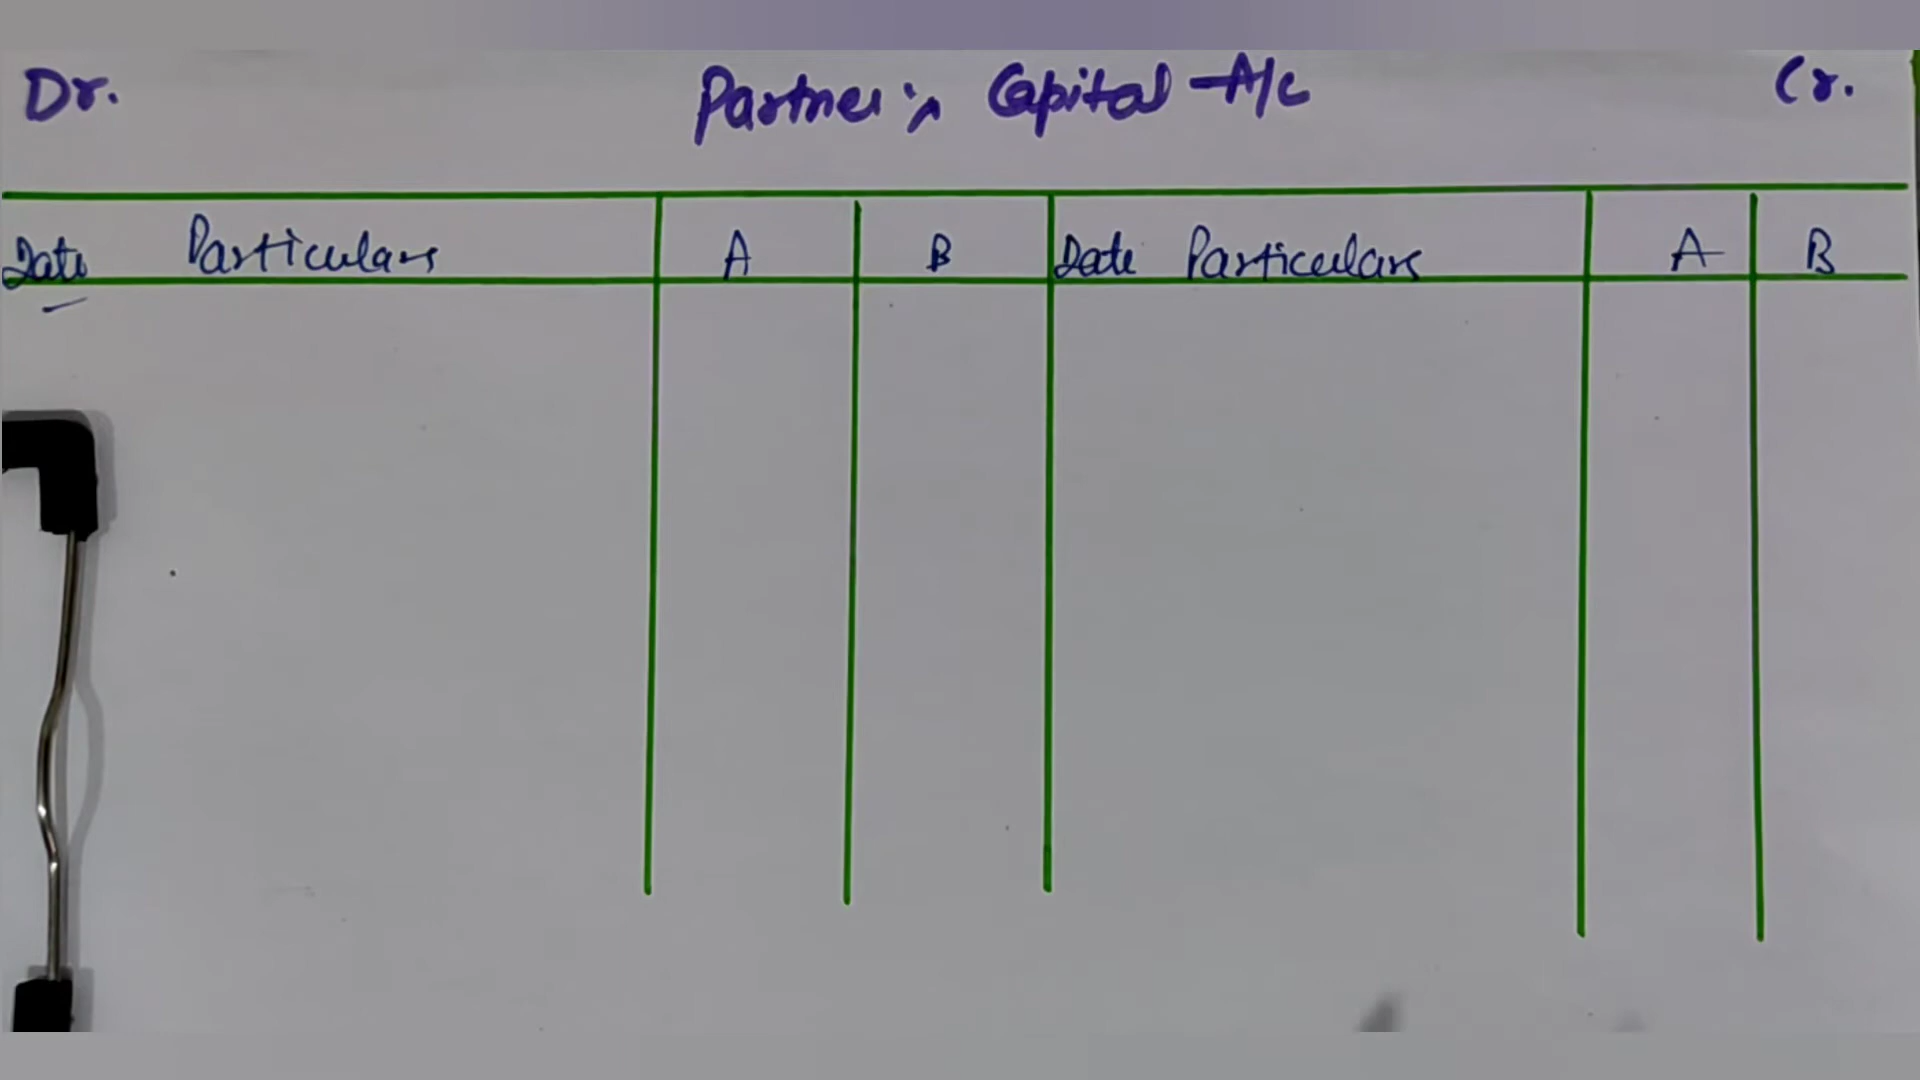 Dr. Partner's Capital A/c Cr.
Date Particulars A B Date Particulars A B